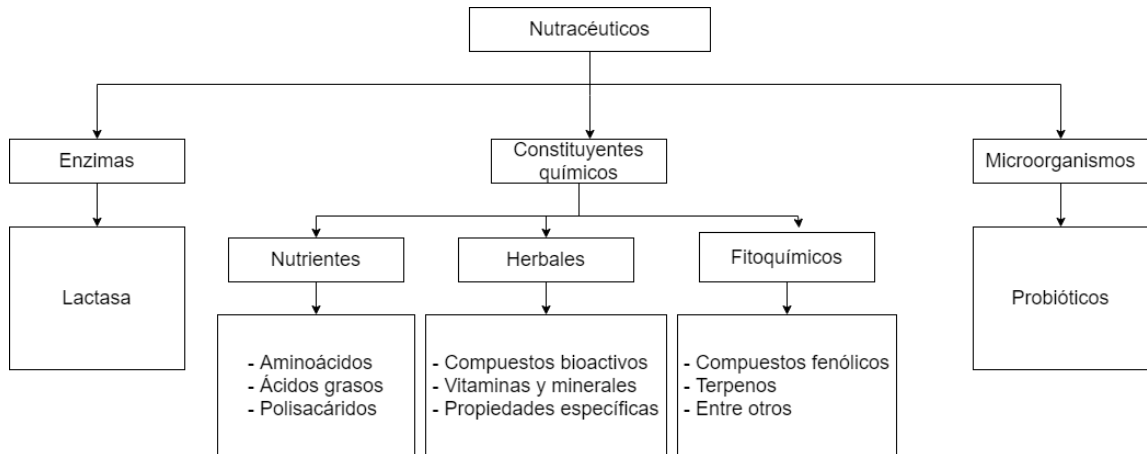 Nutracéuticos
Enzimas
Constituyentes
químicos
Microorganismos
Nutrientes
Herbales
Fitoquímicos
Lactasa
Probióticos
- Aminoácidos
- Ácidos grasos
- Polisacáridos
- Compuestos bioactivos
- Vitaminas y minerales
- Propiedades específicas
- Compuestos fenólicos
- Terpenos
- Entre otros